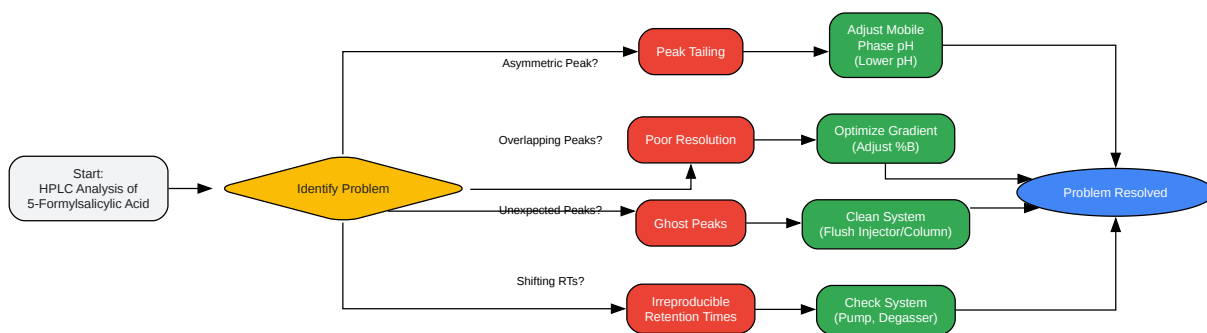 Start:
HPLC Analysis of
5-Formylsalicylic Acid
Identify Problem
Asymmetric Peak?
Peak Tailing
Adjust Mobile
Phase pH
(Lower pH)
Overlapping Peaks?
Poor Resolution
Optimize Gradient
(Adjust %B)
Unexpected Peaks?
Ghost Peaks
Clean System
(Flush Injector/Column)
Shifting RTs?
Irreproducible
Retention Times
Check System
(Pump, Degasser)
Problem Resolved